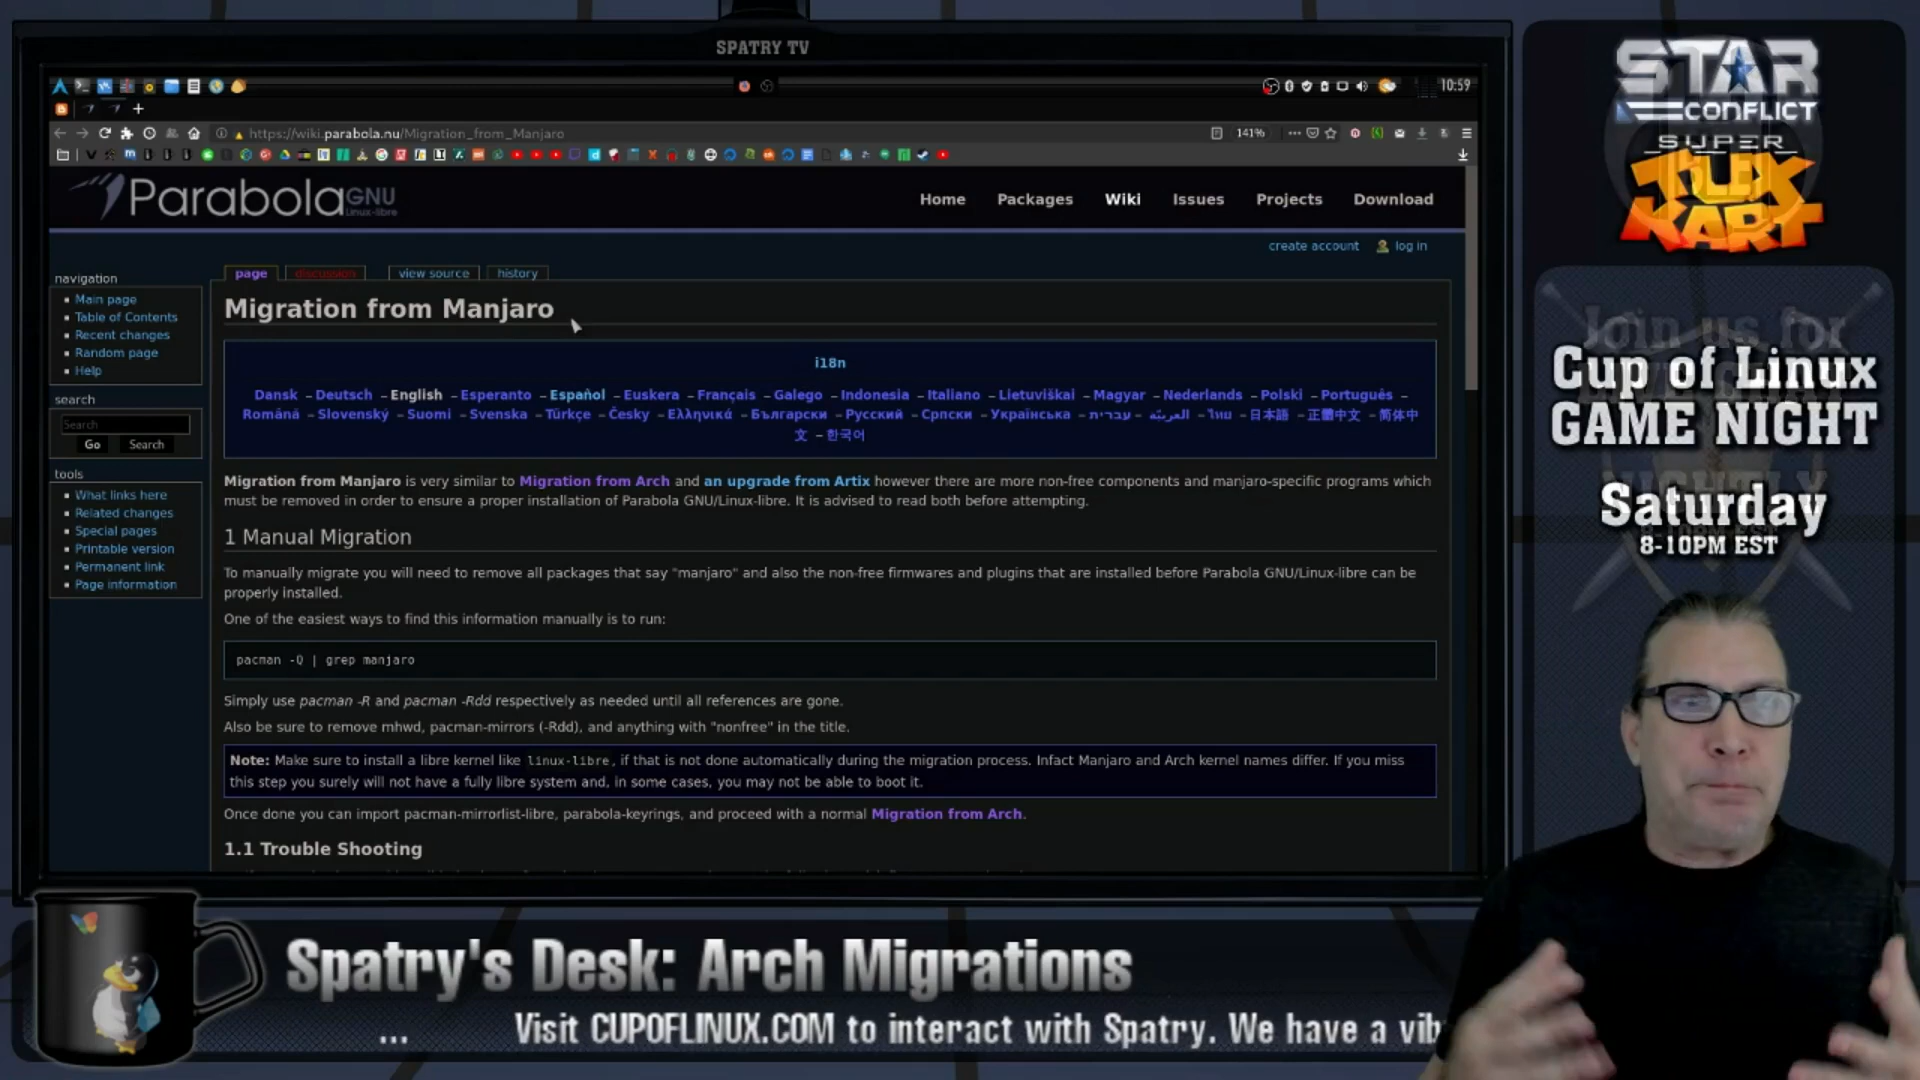 SPATRY TV
10:59
https://wiki.parabola.nu/Migration_from_Manjaro
141%
Parabola GNU
Linux-libre
Home Packages Wiki Issues Projects Download
create account log in
page discussion view source history
navigation
Main page
Table of Contents
Recent changes
Random page
Help
search
Search
Go Search
tools
What links here
Related changes
Special pages
Printable version
Permanent link
Page information
Migration from Manjaro
i18n
Dansk – Deutsch – English – Esperanto – Español – Euskera – Français – Galego – Indonesia – Italiano – Lietuviškai – Magyar – Nederlands – Polski – Português –
Română – Slovenský – Suomi – Svenska – Türkçe – Česky – Ελληνικά – Български – Русский – Српски – Українська – עברית – العربيّة – ไทย – 日本語 – 正體中文 – 简体中
文 – 한국어
Migration from Manjaro is very similar to Migration from Arch and an upgrade from Artix however there are more non-free components and manjaro-specific programs which
must be removed in order to ensure a proper installation of Parabola GNU/Linux-libre. It is advised to read both before attempting.
1 Manual Migration
To manually migrate you will need to remove all packages that say "manjaro" and also the non-free firmwares and plugins that are installed before Parabola GNU/Linux-libre can be
properly installed.
One of the easiest ways to find this information manually is to run:
pacman -Q | grep manjaro
Simply use pacman -R and pacman -Rdd respectively as needed until all references are gone.
Also be sure to remove mhwd, pacman-mirrors (-Rdd), and anything with "nonfree" in the title.
Note: Make sure to install a libre kernel like linux-libre, if that is not done automatically during the migration process. Infact Manjaro and Arch kernel names differ. If you miss
this step you surely will not have a fully libre system and, in some cases, you may not be able to boot it.
Once done you can import pacman-mirrorlist-libre, parabola-keyrings, and proceed with a normal Migration from Arch.
1.1 Trouble Shooting
STAR
CONFLICT
SUPER
TUX
KART
Join us for
Cup of Linux
GAME NIGHT
NIGHTLY
Saturday
8-10PM EST
Spatry's Desk: Arch Migrations
... Visit CUPOFLINUX.COM to interact with Spatry. We have a vib